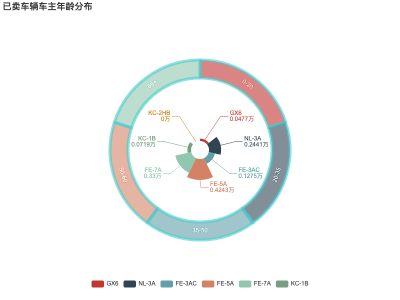 已卖车辆车主年龄分布
KC-2HB
0万
GX6
0.0477万
KC-1B
0.0719万
NL-3A
0.2441万
FE-7A
0.33万
FE-3AC
0.1275万
FE-5A
0.4243万
35-50
GX6 NL-3A FE-3AC FE-5A FE-7A KC-1B